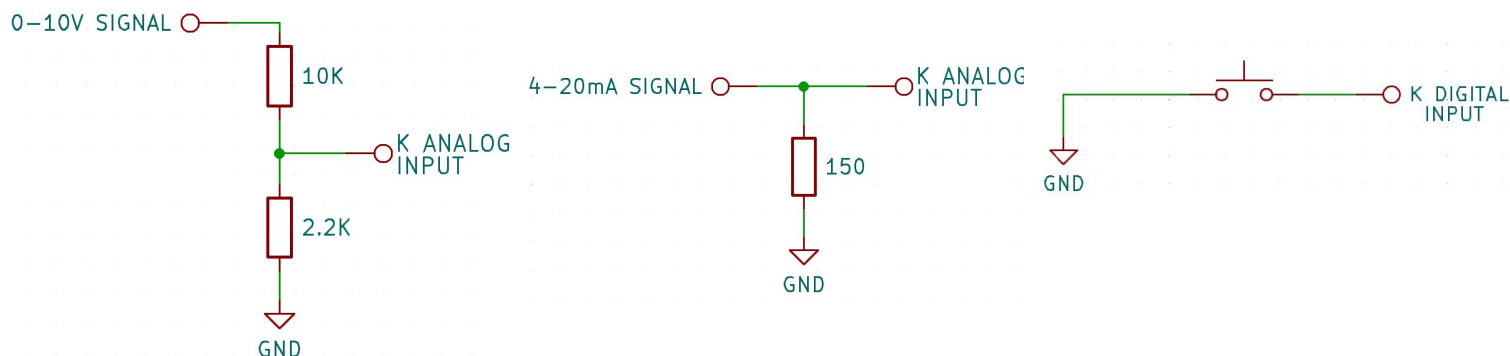 0-10V SIGNAL
10K
K ANALOG
INPUT
2.2K
GND
4-20mA SIGNAL
K ANALOG
INPUT
150
GND
K DIGITAL
INPUT
GND